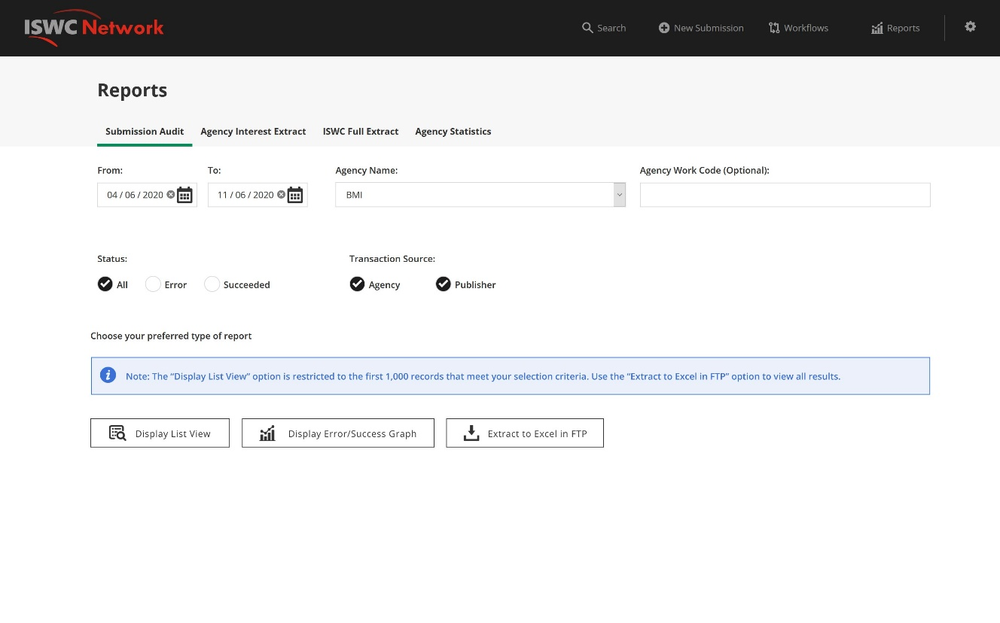 ISWC Network
Search
New Submission
Workflows
Reports
Reports
Submission Audit
Agency Interest Extract
ISWC Full Extract
Agency Statistics
From:
To:
Agency Name:
Agency Work Code (Optional):
04 / 06 / 2020
11 / 06 / 2020
BMI
Status:
Transaction Source:
All
Error
Succeeded
Agency
Publisher
Choose your preferred type of report
Note: The “Display List View” option is restricted to the first 1,000 records that meet your selection criteria. Use the “Extract to Excel in FTP” option to view all results.
Display List View
Display Error/Success Graph
Extract to Excel in FTP